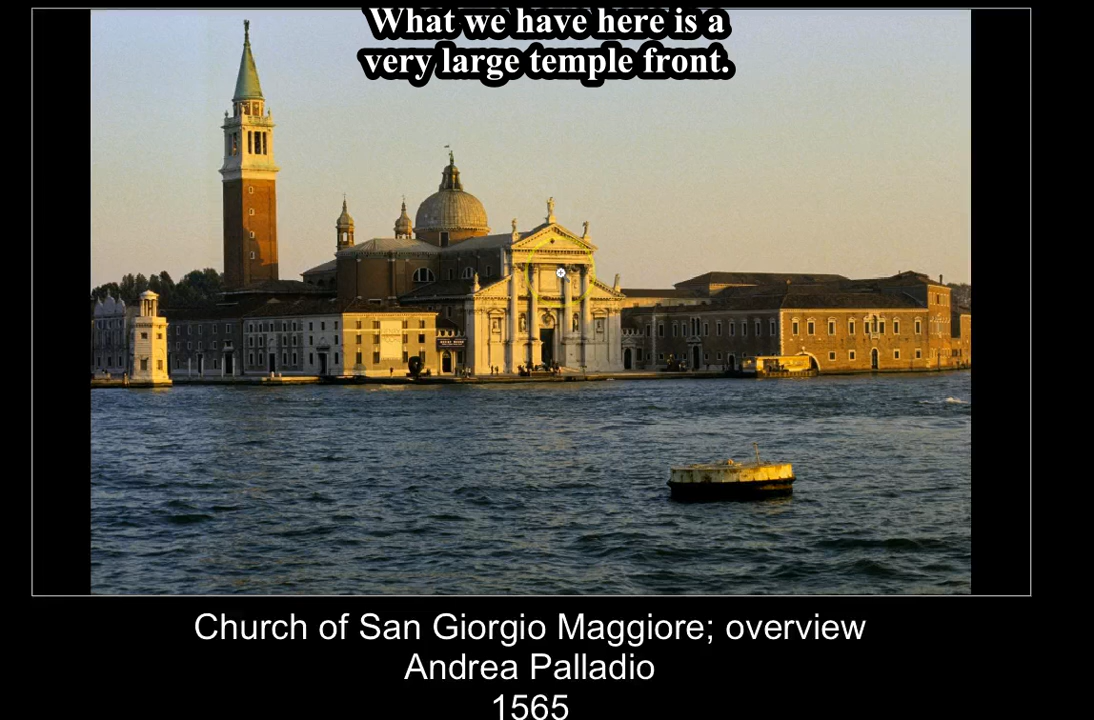 What we have here is a
very large temple front.
Church of San Giorgio Maggiore; overview
Andrea Palladio
1565